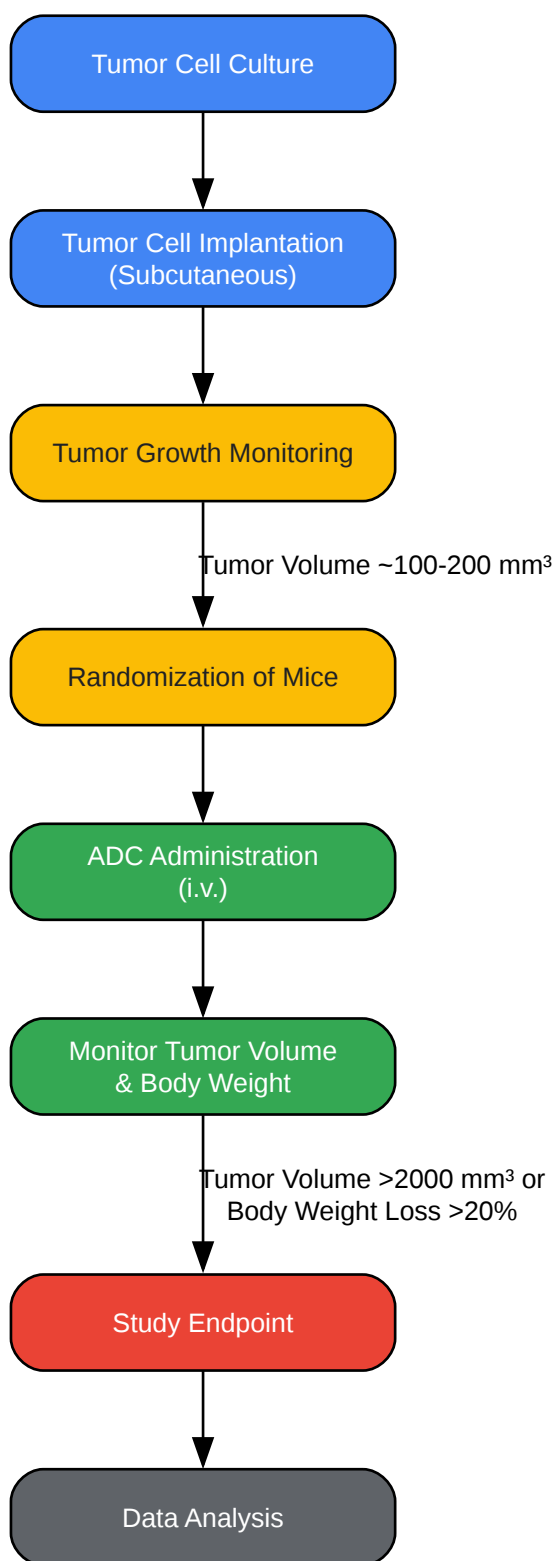 Tumor Cell Culture
Tumor Cell Implantation
(Subcutaneous)
Tumor Growth Monitoring
Tumor Volume ~100-200 mm³
Randomization of Mice
ADC Administration
(i.v.)
Monitor Tumor Volume
& Body Weight
Tumor Volume >2000 mm³ or
Body Weight Loss >20%
Study Endpoint
Data Analysis